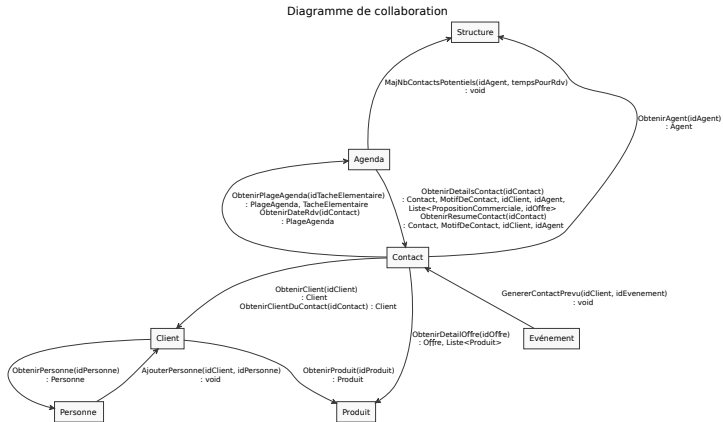 Diagramme de collaboration
Structure
MajNbContactsPotentiels(idAgent, tempsPourRdv)
: void
ObtenirAgent(idAgent)
: Agent
Agenda
ObtenirPlageAgenda(idTacheElementaire)
: PlageAgenda, TacheElementaire
ObtenirDateRdv(idContact)
: PlageAgenda
ObtenirDetailsContact(idContact)
: Contact, MotifDeContact, idClient, idAgent,
Liste<PropositionCommerciale, idOffre>
ObtenirResumeContact(idContact)
: Contact, MotifDeContact, idClient, idAgent
Contact
ObtenirClient(idClient)
: Client
ObtenirClientDuContact(idContact) : Client
GenererContactPrevu(idClient, idEvenement)
: void
Client
ObtenirDetailOffre(idOffre)
: Offre, Liste<Produit>
Evénement
ObtenirPersonne(idPersonne)
: Personne
AjouterPersonne(idClient, idPersonne)
: void
ObtenirProduit(idProduit)
: Produit
Personne
Produit